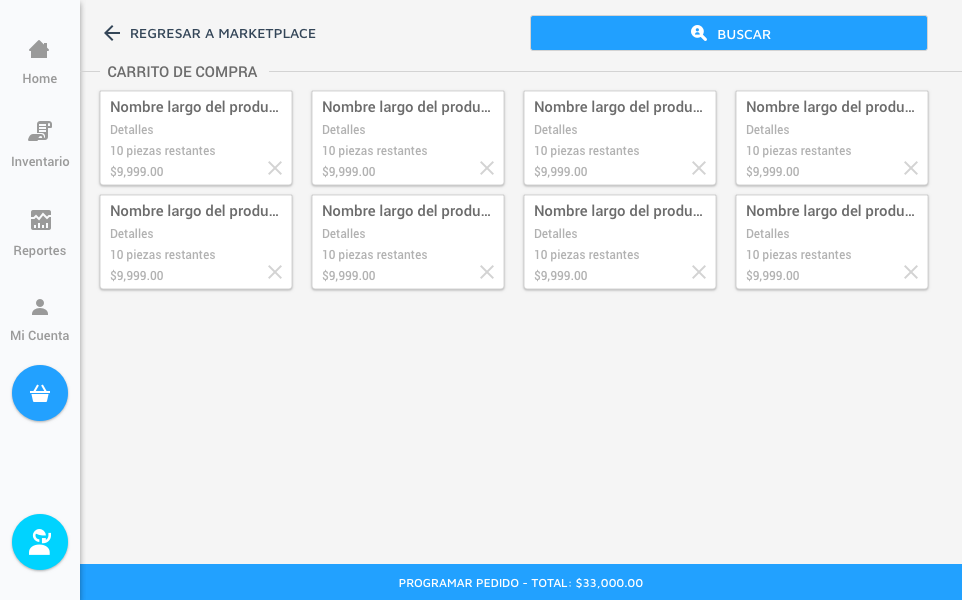 REGRESAR A MARKETPLACE
BUSCAR
Home
Inventario
Reportes
Mi Cuenta
CARRITO DE COMPRA
Nombre largo del produ...
Detalles
10 piezas restantes
$9,999.00
Nombre largo del produ...
Detalles
10 piezas restantes
$9,999.00
Nombre largo del produ...
Detalles
10 piezas restantes
$9,999.00
Nombre largo del produ...
Detalles
10 piezas restantes
$9,999.00
Nombre largo del produ...
Detalles
10 piezas restantes
$9,999.00
Nombre largo del produ...
Detalles
10 piezas restantes
$9,999.00
Nombre largo del produ...
Detalles
10 piezas restantes
$9,999.00
Nombre largo del produ...
Detalles
10 piezas restantes
$9,999.00
PROGRAMAR PEDIDO - TOTAL: $33,000.00